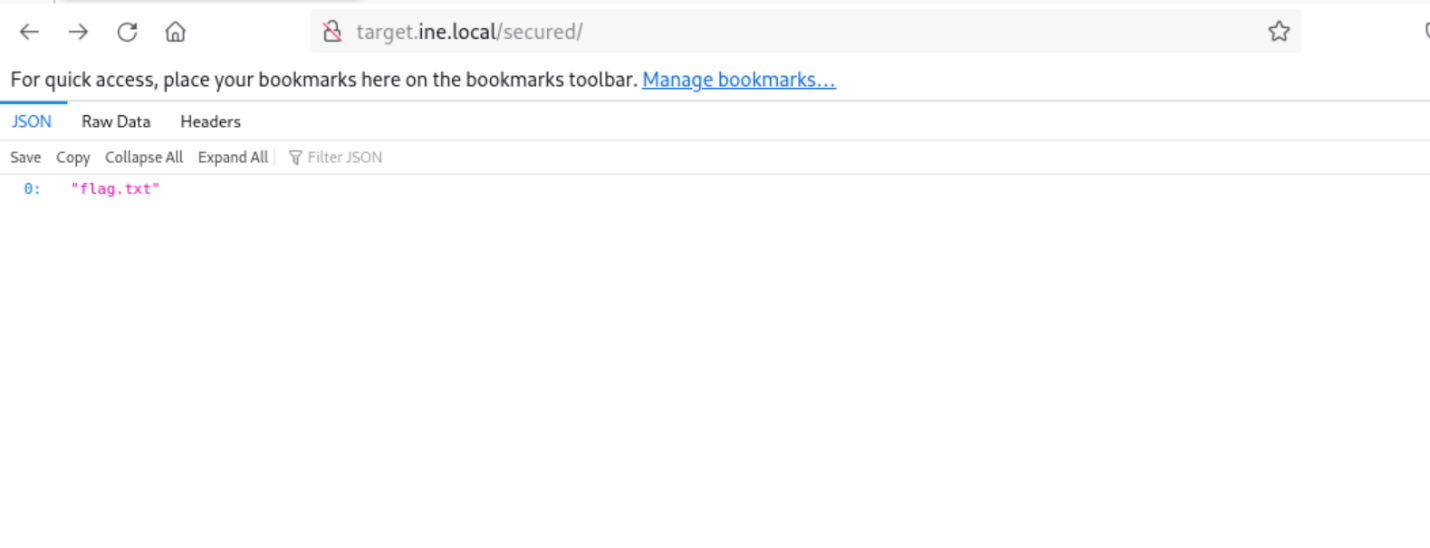 target.ine.local/secured/
For quick access, place your bookmarks here on the bookmarks toolbar. Manage bookmarks...
JSON Raw Data Headers
Save Copy Collapse All Expand All Filter JSON
0: "flag.txt"